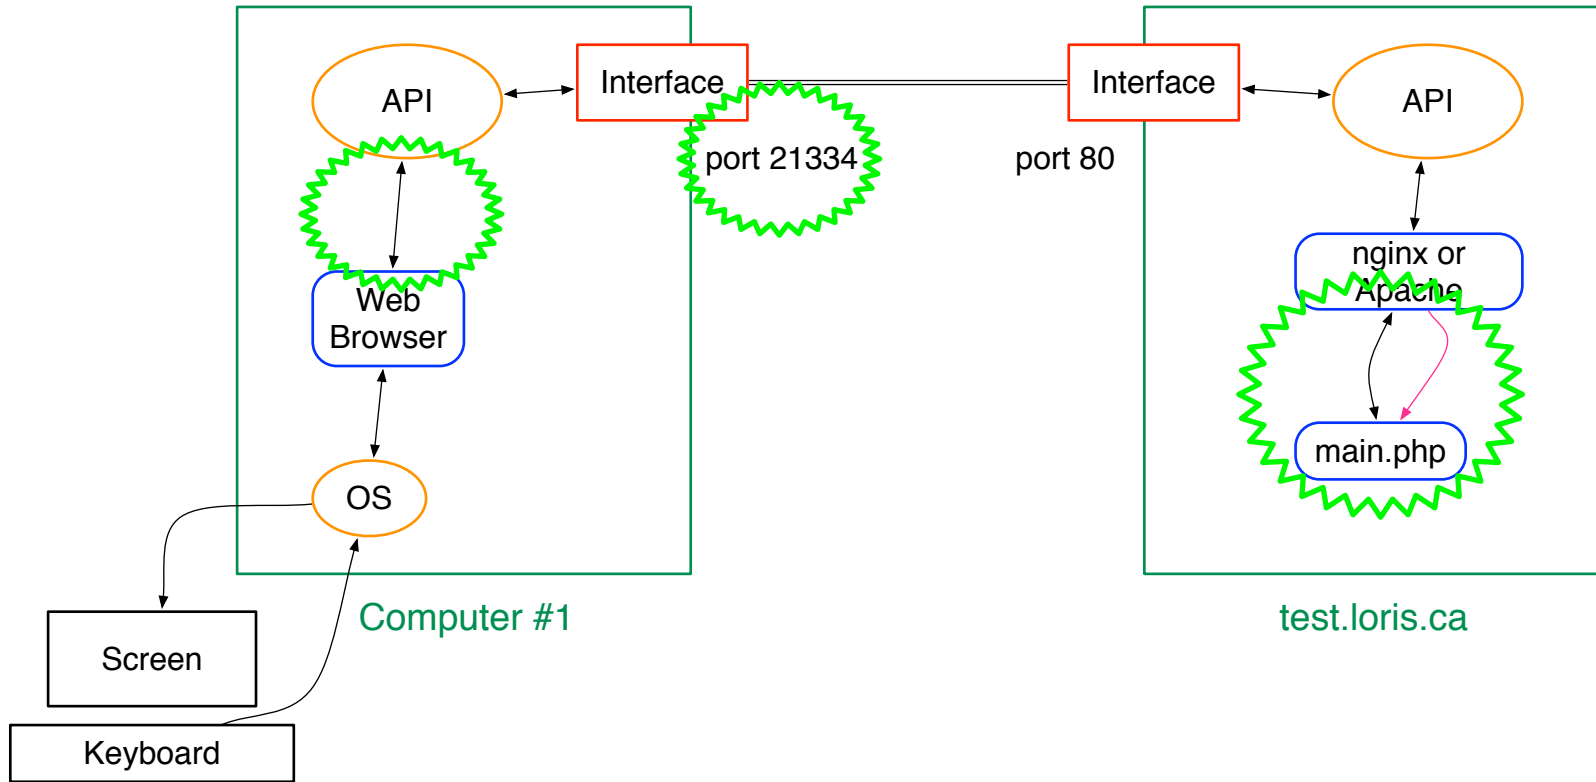 API
Interface
Interface
API
port 21334
port 80
nginx or
Apache
Web
Browser
main.php
OS
Computer #1
test.loris.ca
Screen
Keyboard